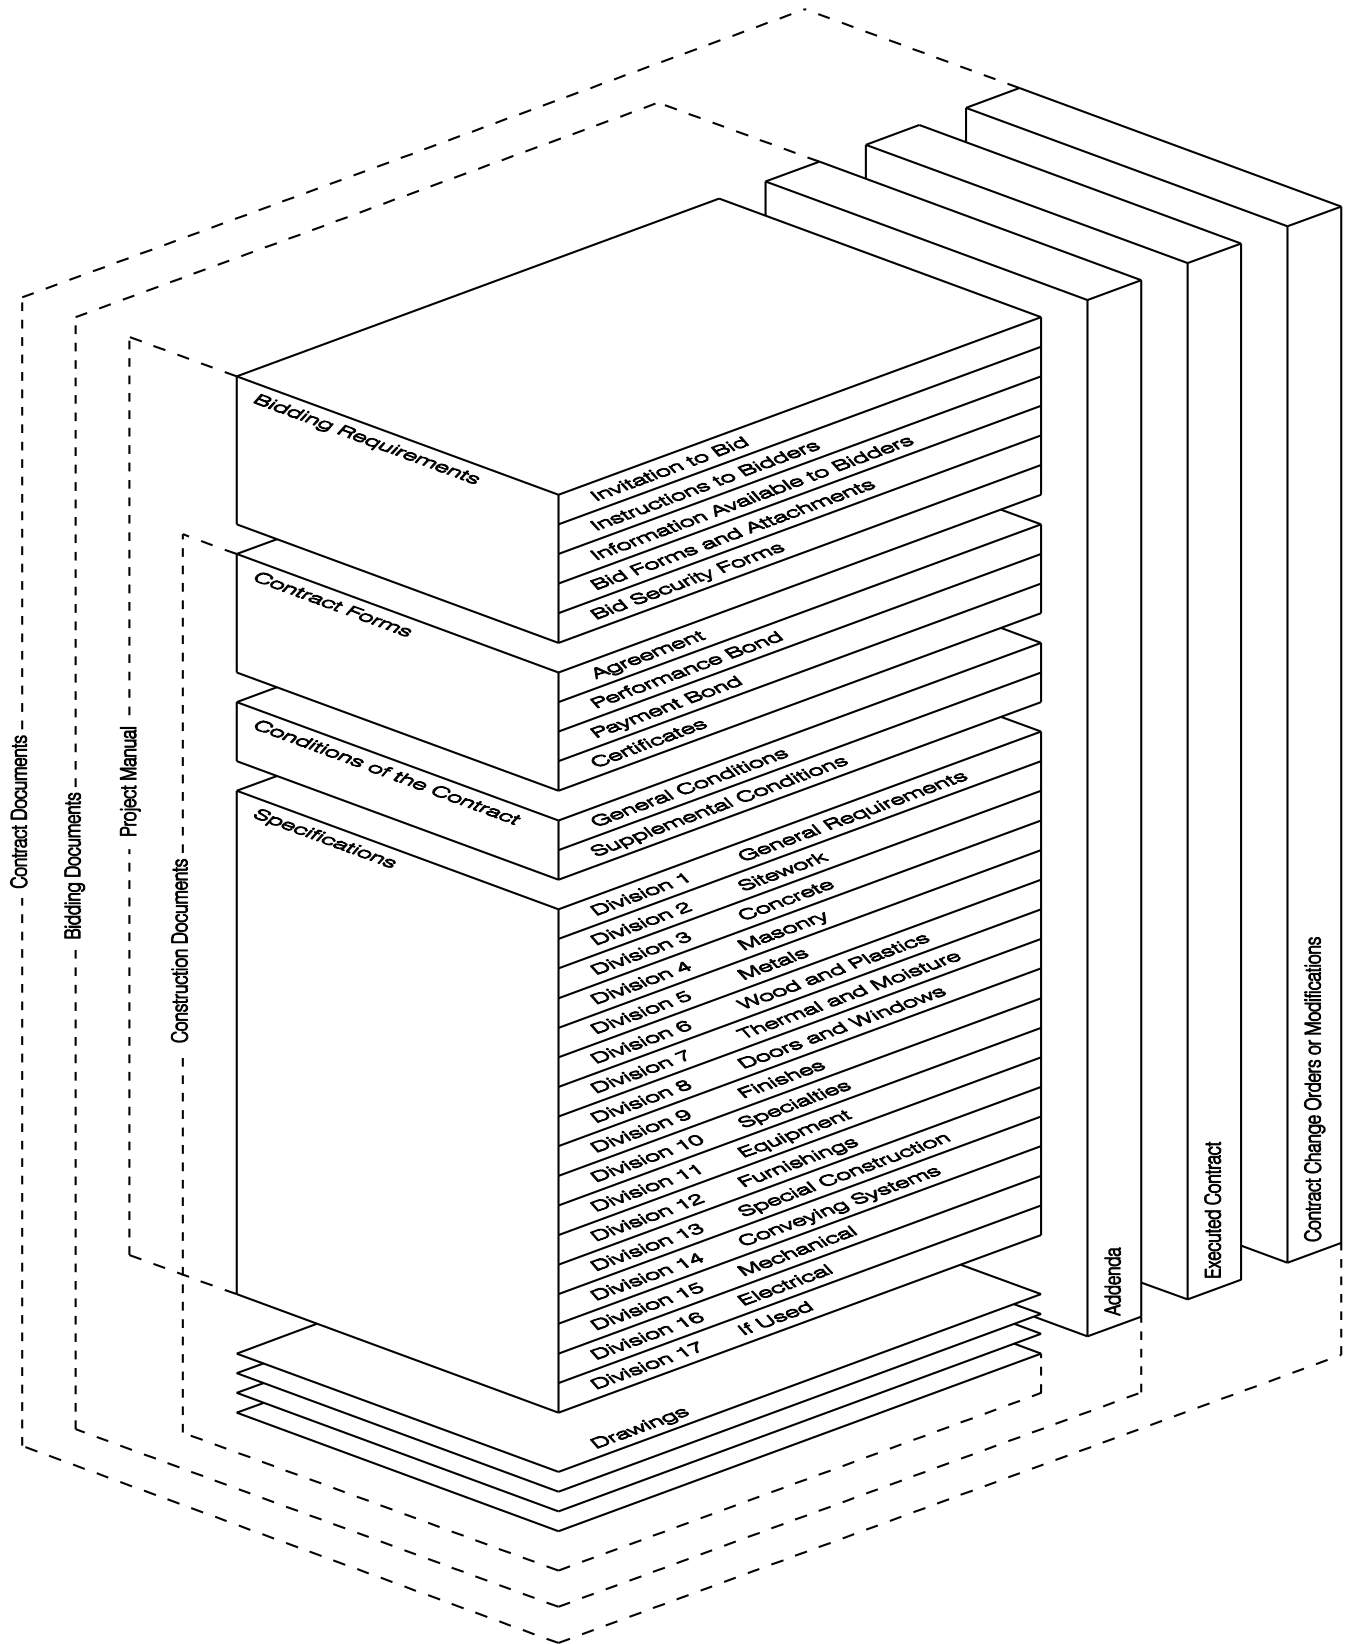 Contract Documents
Bidding Documents
Project Manual
Construction Documents
Bidding Requirements
Invitation to Bid
Instructions to Bidders
Information Available to Bidders
Bid Forms and Attachments
Bid Security Forms
Contract Forms
Agreement
Performance Bond
Payment Bond
Certificates
Conditions of the Contract
General Conditions
Supplemental Conditions
Specifications
Division 1 General Requirements
Division 2 Sitework
Division 3 Concrete
Division 4 Masonry
Division 5 Metals
Division 6 Wood and Plastics
Division 7 Thermal and Moisture
Division 8 Doors and Windows
Division 9 Finishes
Division 10 Specialties
Division 11 Equipment
Division 12 Furnishings
Division 13 Special Construction
Division 14 Conveying Systems
Division 15 Mechanical
Division 16 Electrical
Division 17 If Used
Drawings
Addenda
Executed Contract
Contract Change Orders or Modifications